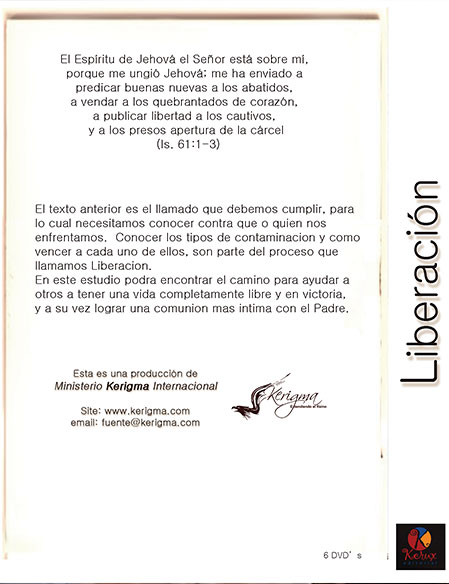 El Espíritu de Jehová el Señor está sobre mí,
porque me ungió Jehová; me ha enviado a
predicar buenas nuevas a los abatidos,
a vendar a los quebrantados de corazón,
a publicar libertad a los cautivos,
y a los presos apertura de la cárcel
(Is. 61:1-3)
El texto anterior es el llamado que debemos cumplir, para
lo cual necesitamos conocer contra que o quien nos
enfrentamos. Conocer los tipos de contaminacion y como
vencer a cada uno de ellos, son parte del proceso que
llamamos Liberacion.
En este estudio podra encontrar el camino para ayudar a
otros a tener una vida completamente libre y en victoria,
y a su vez lograr una comunion mas intima con el Padre.
Esta es una producción de
Ministerio Kerigma Internacional
Site: www.kerigma.com
email: fuente@kerigma.com
Kerigma
Expandiendo el Reino
6 DVD' s
Liberación
Kerux
editorial